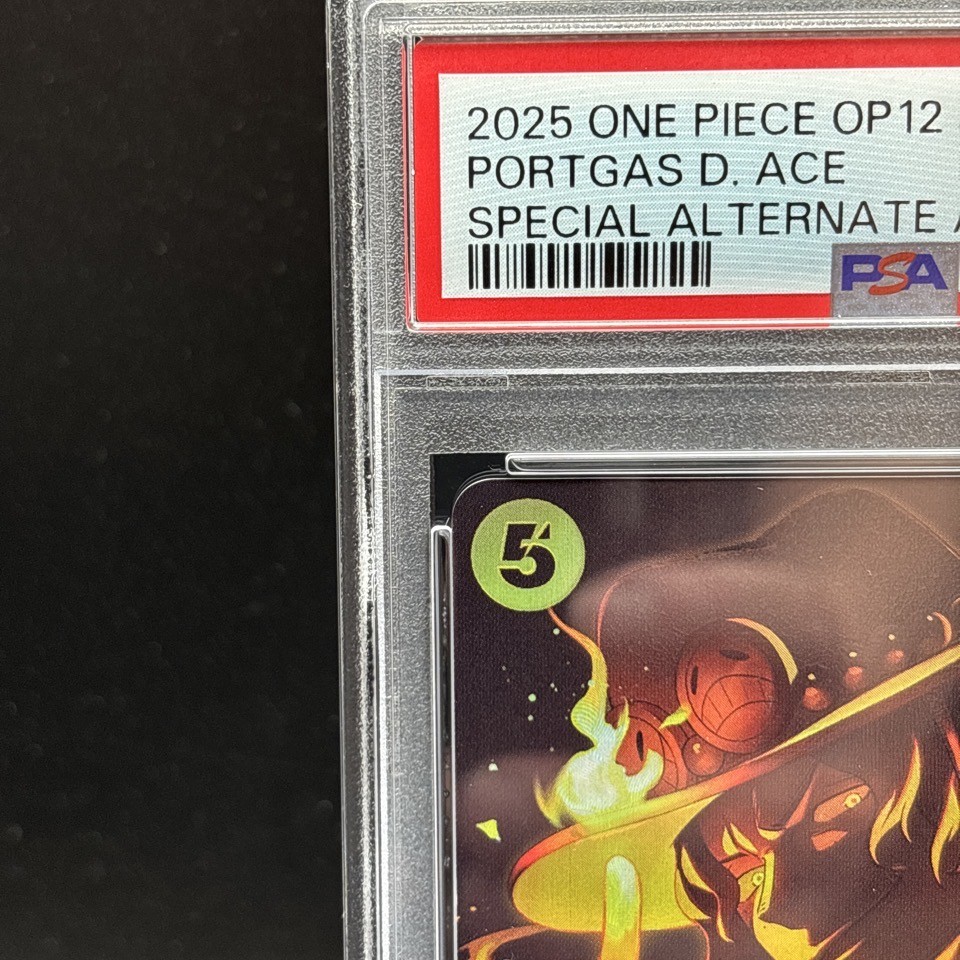 2025 ONE PIECE OP12
PORTGAS D. ACE
SPECIAL ALTERNATE A
PSA
5